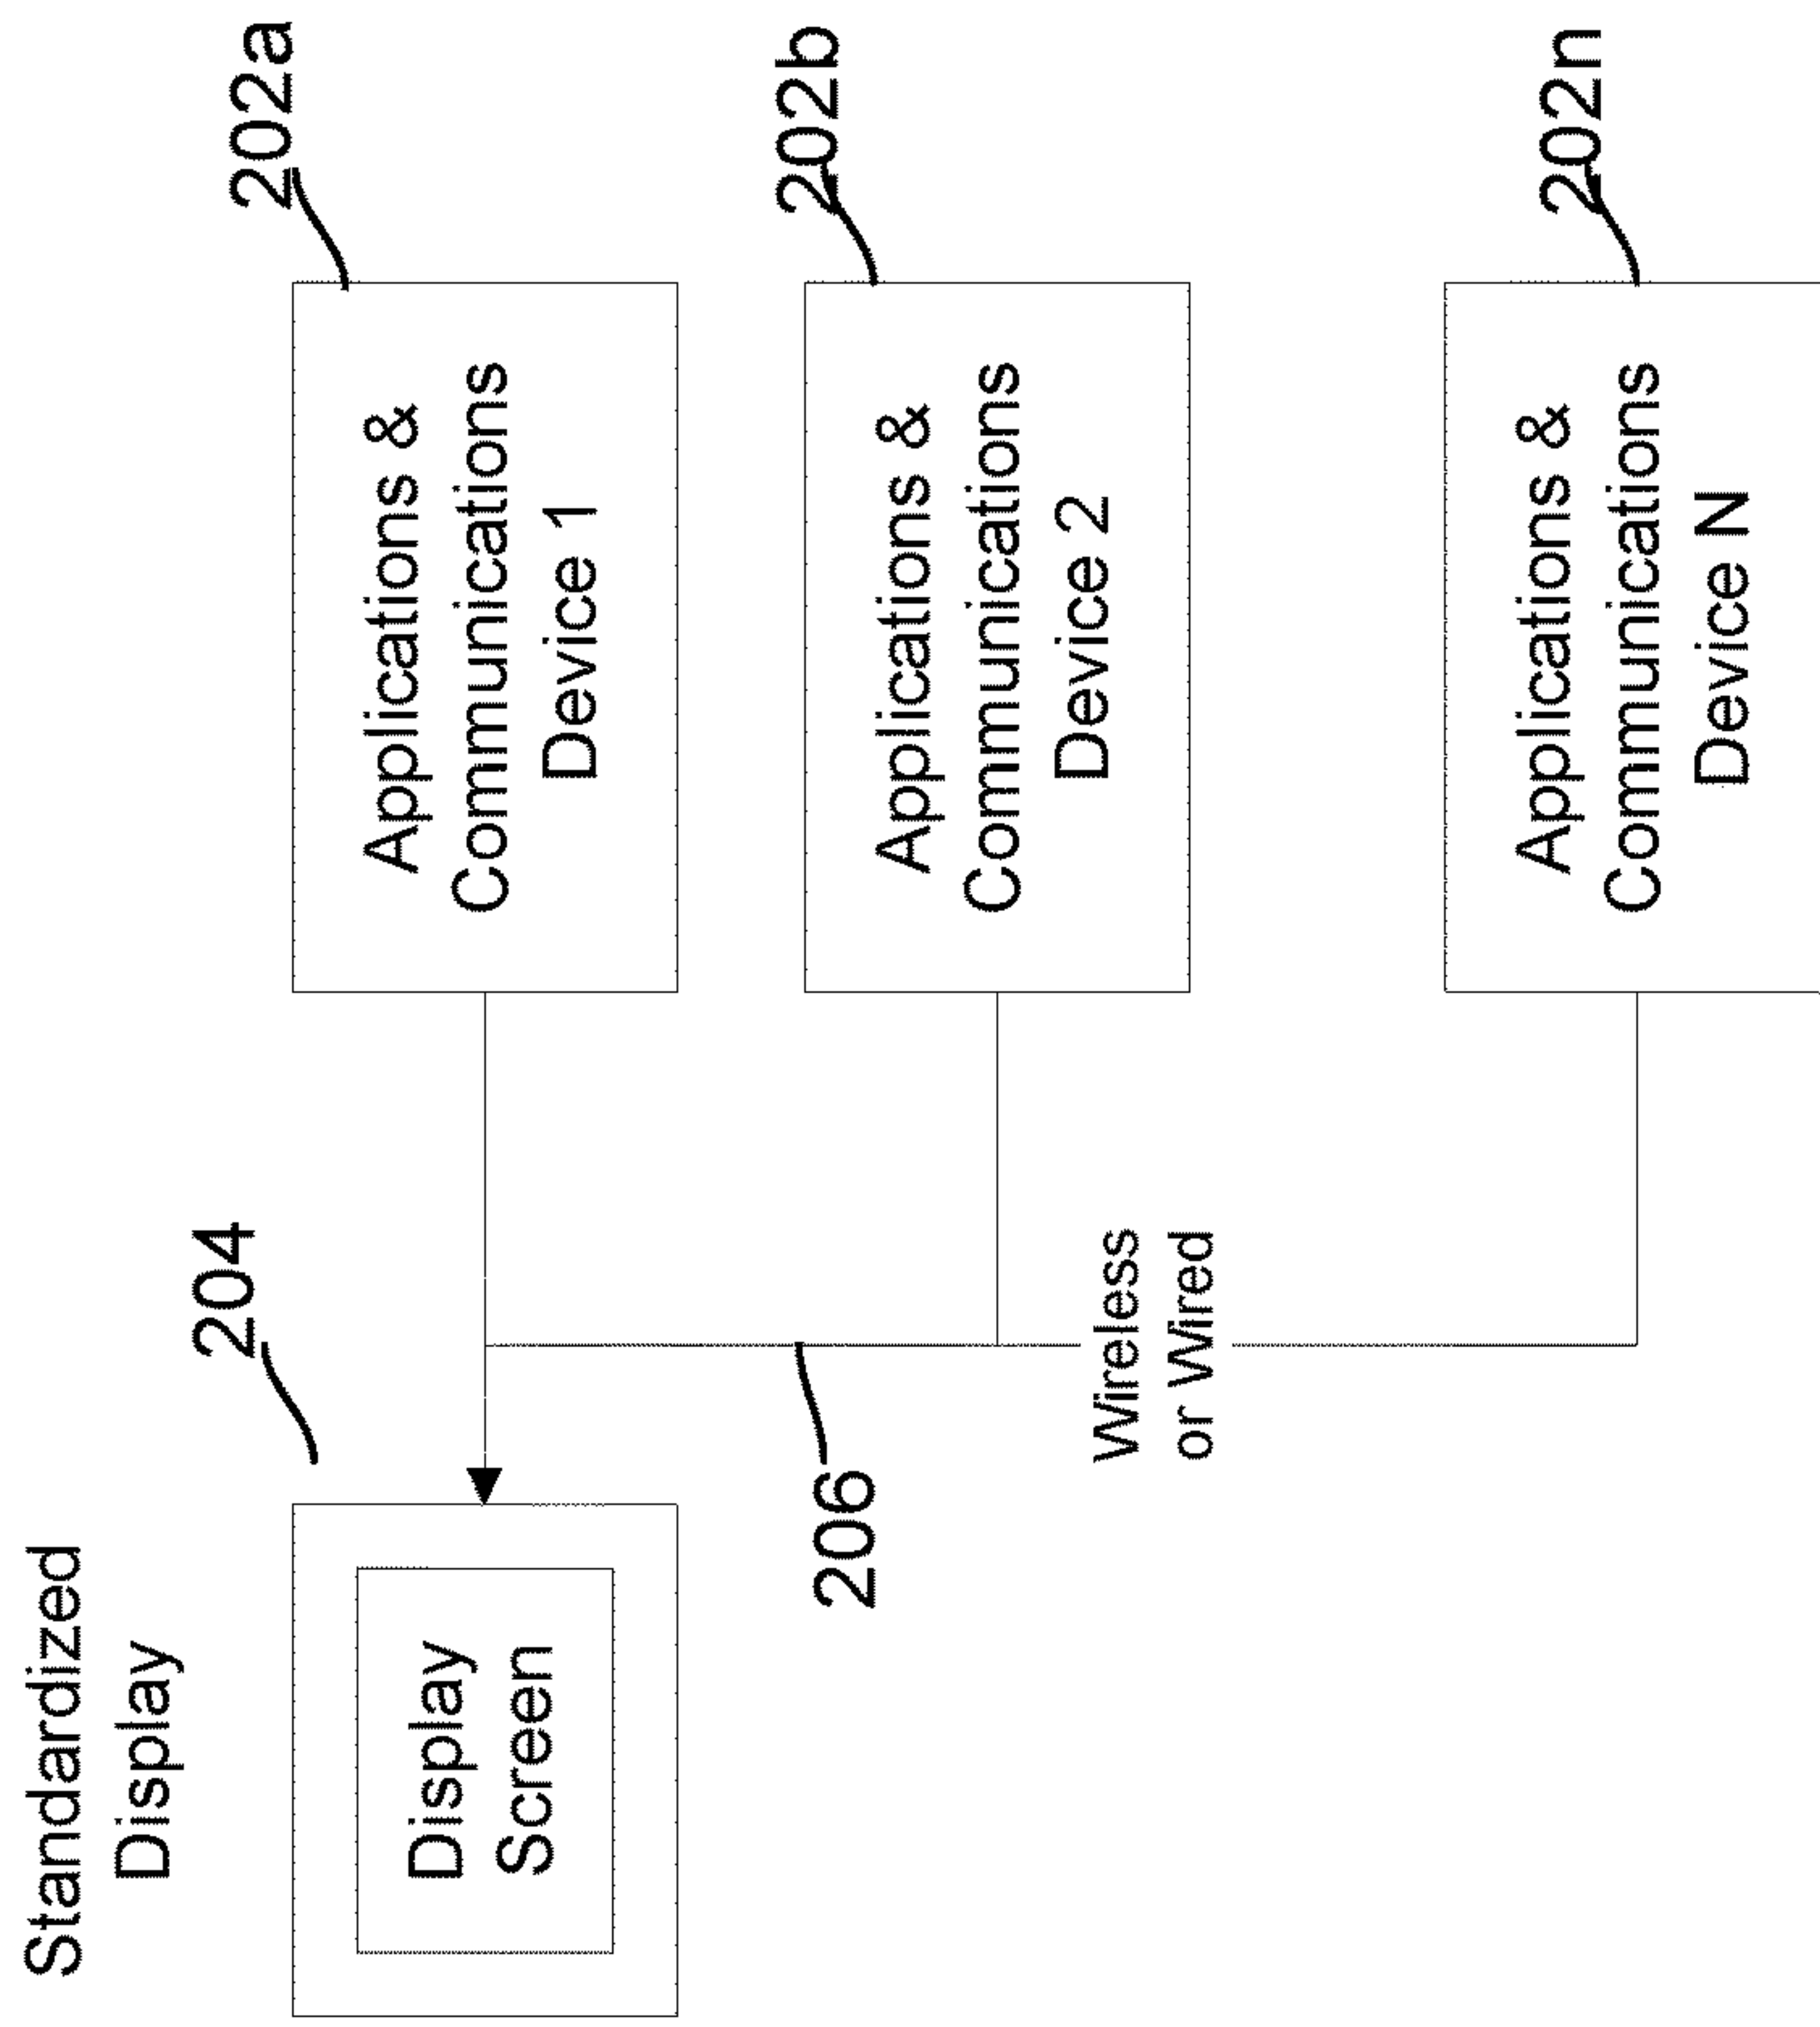 Standardized
Display
204
Display
Screen
206
Wireless
or Wired
202a
Applications &
Communications
Device 1
202b
Applications &
Communications
Device 2
202n
Applications &
Communications
Device N